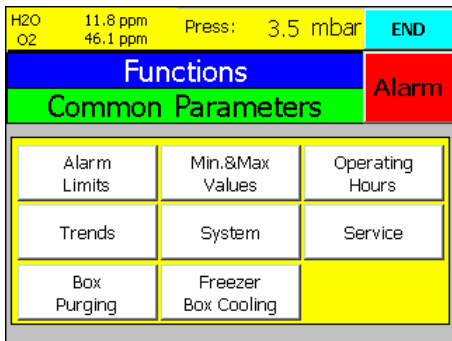 H2O 11.8 ppm Press: 3.5 mbar END
O2 46.1 ppm
Functions
Common Parameters
Alarm
Alarm Limits
Min.&Max Values
Operating Hours
Trends
System
Service
Box Purging
Freezer Box Cooling